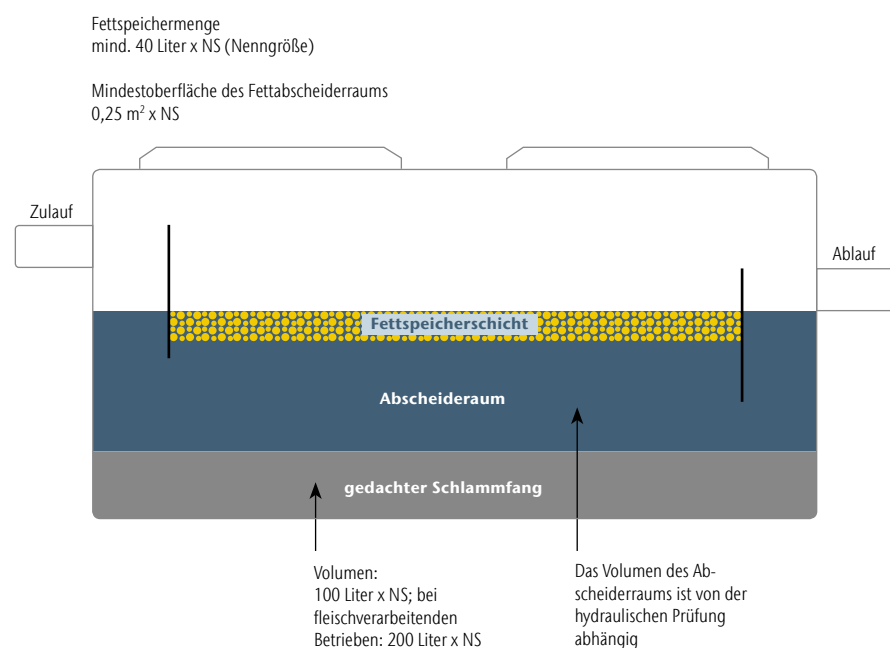 Fettspeichermenge
mind. 40 Liter x NS (Nenngröße)
Mindestoberfläche des Fettabscheiderraums
0,25 m² x NS
Zulauf
Ablauf
Fettspeicherschicht
Abscheideraum
gedachter Schlammfang
Volumen:
100 Liter x NS; bei
fleischverarbeitenden
Betrieben: 200 Liter x NS
Das Volumen des Ab-
scheiderraums ist von der
hydraulischen Prüfung
abhängig